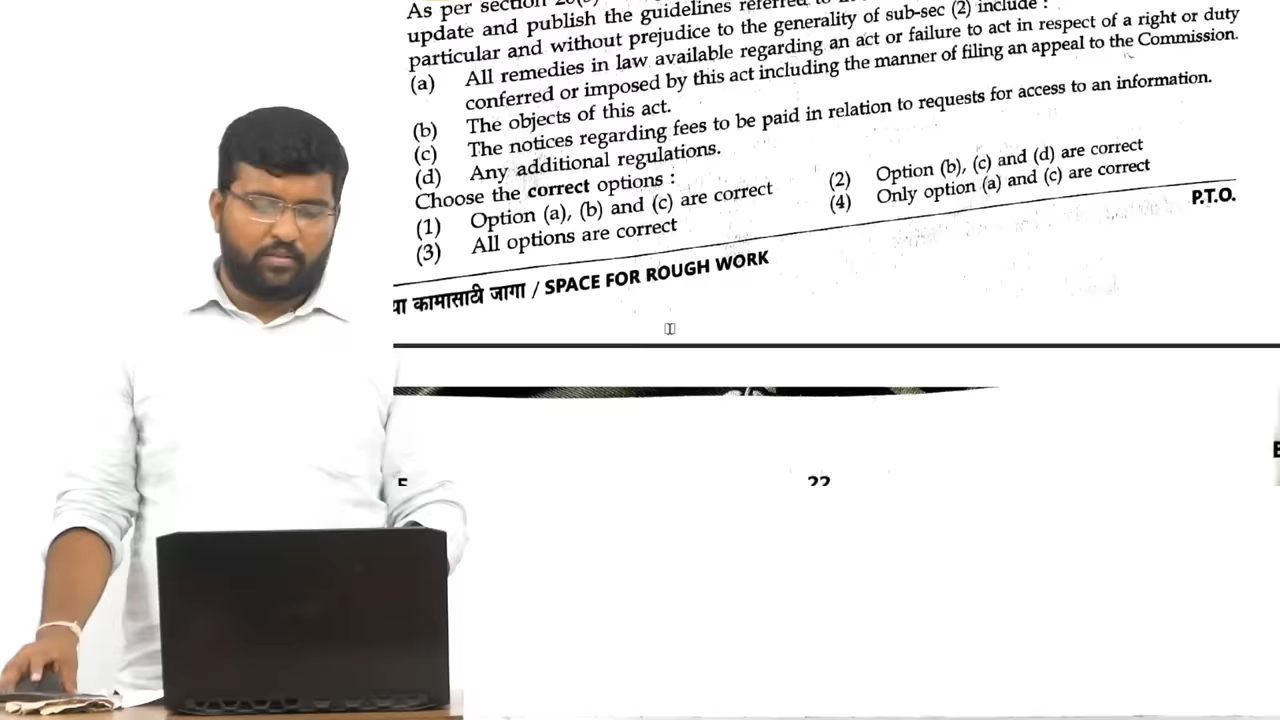 As per section
update and publish the guidelines referred to in
particular and without prejudice to the generality of sub-sec (2) include :
(a) All remedies in law available regarding an act or failure to act in respect of a right or duty
conferred or imposed by this act including the manner of filing an appeal to the Commission.
(b) The objects of this act.
(c) The notices regarding fees to be paid in relation to requests for access to an information.
(d) Any additional regulations.
Choose the correct options :
(1) Option (a), (b) and (c) are correct (2) Option (b), (c) and (d) are correct
(3) All options are correct (4) Only option (a) and (c) are correct
P.T.O.
या कामासाठी जागा / SPACE FOR ROUGH WORK
22